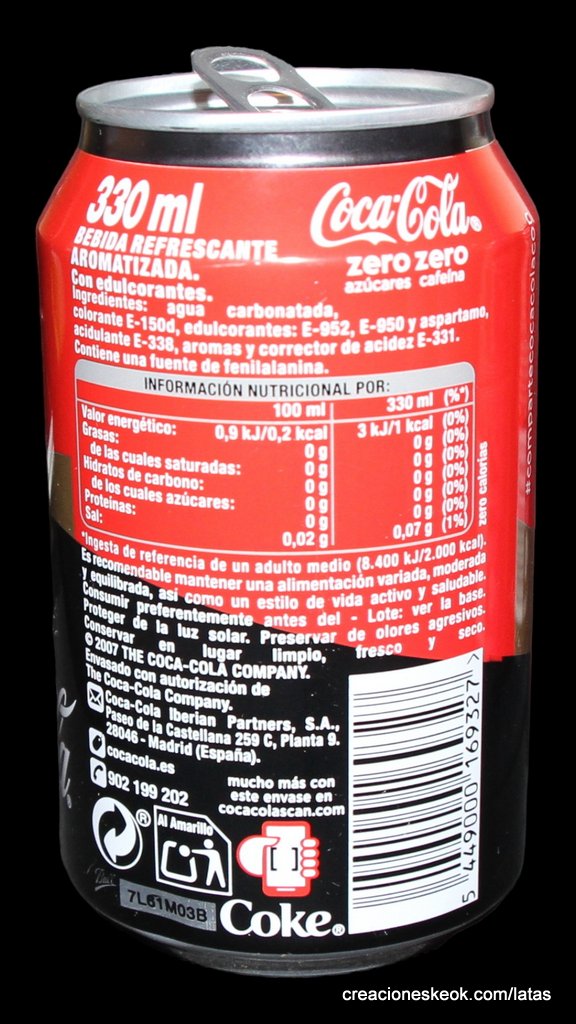 330 ml
BEBIDA REFRESCANTE
AROMATIZADA.
Con edulcorantes.
Coca-Cola®
zero zero
azúcares cafeína
Ingredientes: agua carbonatada,
colorante E-150d, edulcorantes: E-952, E-950 y aspartamo,
acidulante E-338, aromas y corrector de acidez E-331.
Contiene una fuente de fenilalanina.
INFORMACIÓN NUTRICIONAL POR:
100 ml 330 ml (%*)
Valor energético: 0,9 kJ/0,2 kcal 3 kJ/1 kcal (0%)
Grasas: 0 g 0 g (0%)
de las cuales saturadas: 0 g 0 g (0%)
Hidratos de carbono: 0 g 0 g (0%)
de los cuales azúcares: 0 g 0 g (0%)
Proteínas: 0 g 0 g (0%)
Sal: 0,02 g 0,07 g (1%)
zero calorías
#compartecocacolacon
*Ingesta de referencia de un adulto medio (8.400 kJ/2.000 kcal).
Es recomendable mantener una alimentación variada, moderada
y equilibrada, así como un estilo de vida activo y saludable.
Consumir preferentemente antes del - Lote: ver la base.
Proteger de la luz solar. Preservar de olores agresivos.
Conservar en lugar limpio, fresco y seco.
© 2007 THE COCA-COLA COMPANY.
Envasado con autorización de
The Coca-Cola Company.
Coca-Cola Iberian Partners, S.A.,
Paseo de la Castellana 259 C, Planta 9.
28046 - Madrid (España).
cocacola.es
902 199 202
mucho más con
este envase en
cocacolascan.com
®
Al Amarillo
7L61M03B
Coke®
5 449000 169327 >
creacioneskeok.com/latas